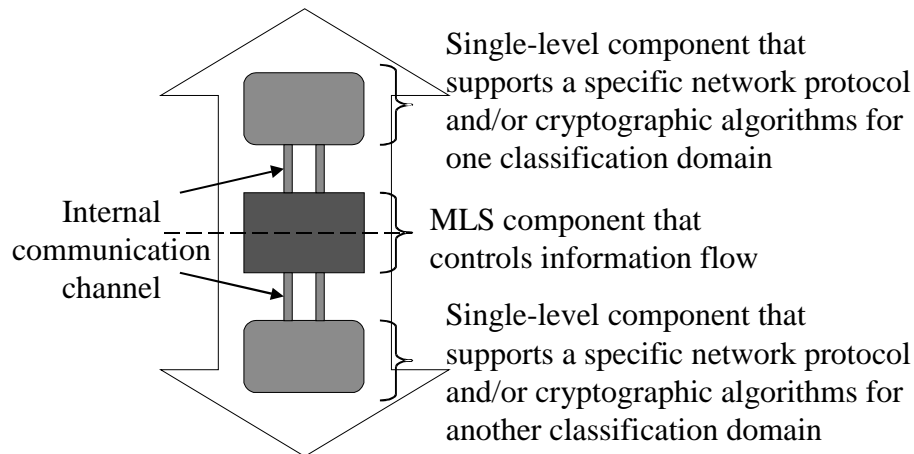 Single-level component that
supports a specific network protocol
and/or cryptographic algorithms for
one classification domain
Internal
communication
channel
MLS component that
controls information flow
Single-level component that
supports a specific network protocol
and/or cryptographic algorithms for
another classification domain